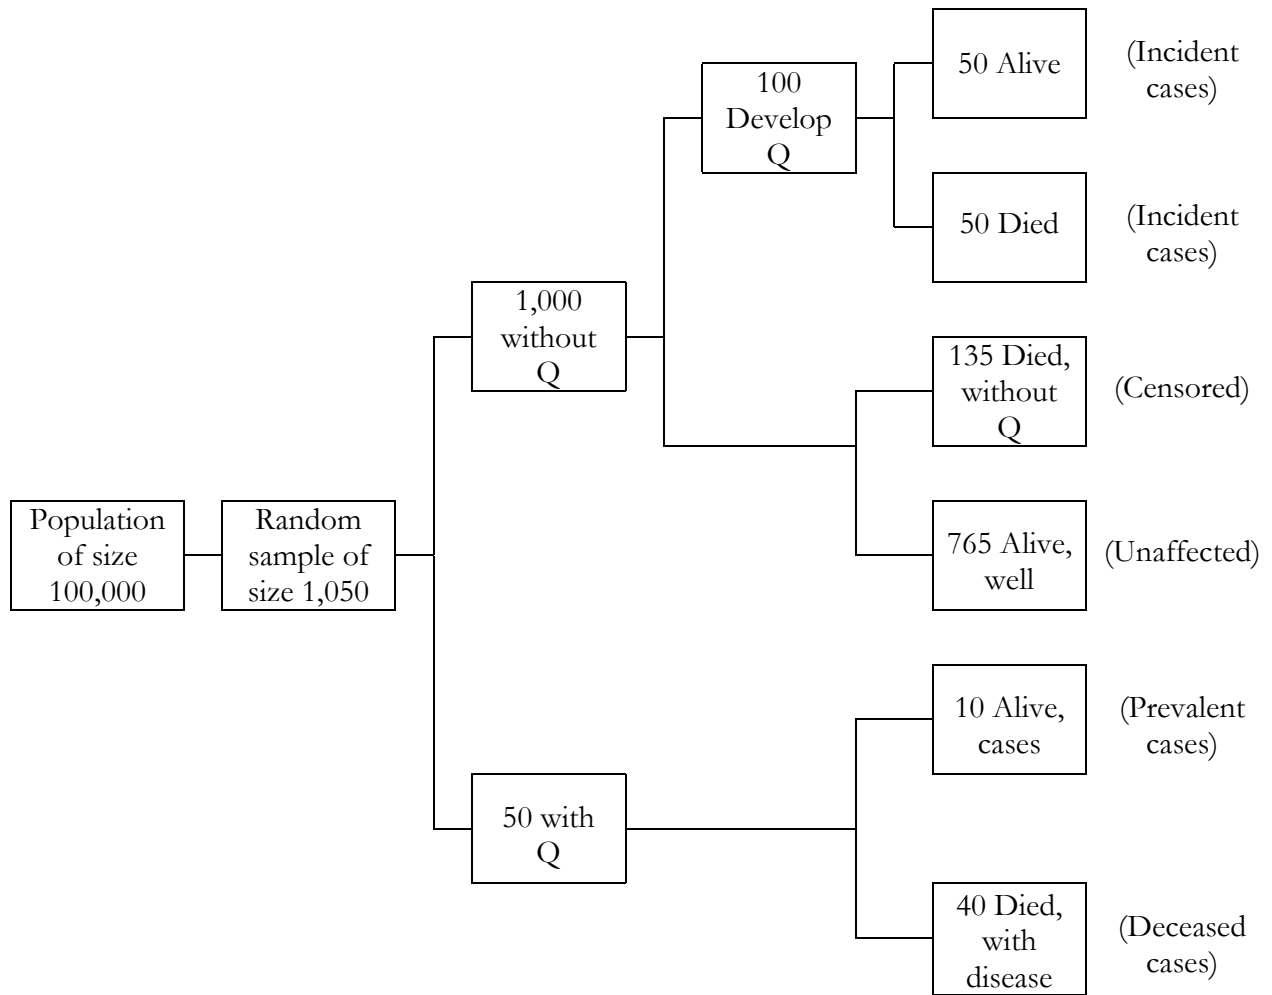 50 Alive
(Incident
cases)
100
Develop
Q
50 Died
(Incident
cases)
1,000
without
Q
135 Died,
without
Q
(Censored)
Population
of size
100,000
Random
sample of
size 1,050
765 Alive,
well
(Unaffected)
10 Alive,
cases
(Prevalent
cases)
50 with
Q
40 Died,
with
disease
(Deceased
cases)